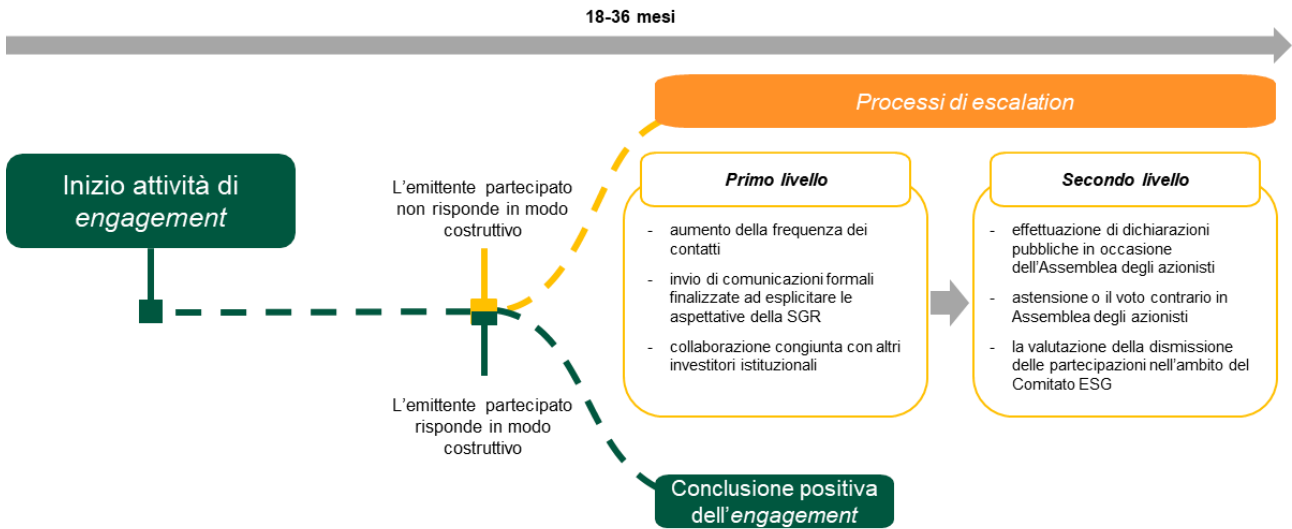 18-36 mesi
Processi di escalation
Inizio attività di
engagement
L'emittente partecipato
non risponde in modo
costruttivo
Primo livello
- aumento della frequenza dei
contatti
- invio di comunicazioni formali
finalizzate ad esplicitare le
aspettative della SGR
- collaborazione congiunta con altri
investitori istituzionali
Secondo livello
- effettuazione di dichiarazioni
pubbliche in occasione
dell'Assemblea degli azionisti
- astensione o il voto contrario in
Assemblea degli azionisti
- la valutazione della dismissione
delle partecipazioni nell'ambito del
Comitato ESG
L'emittente partecipato
risponde in modo
costruttivo
Conclusione positiva
dell'engagement